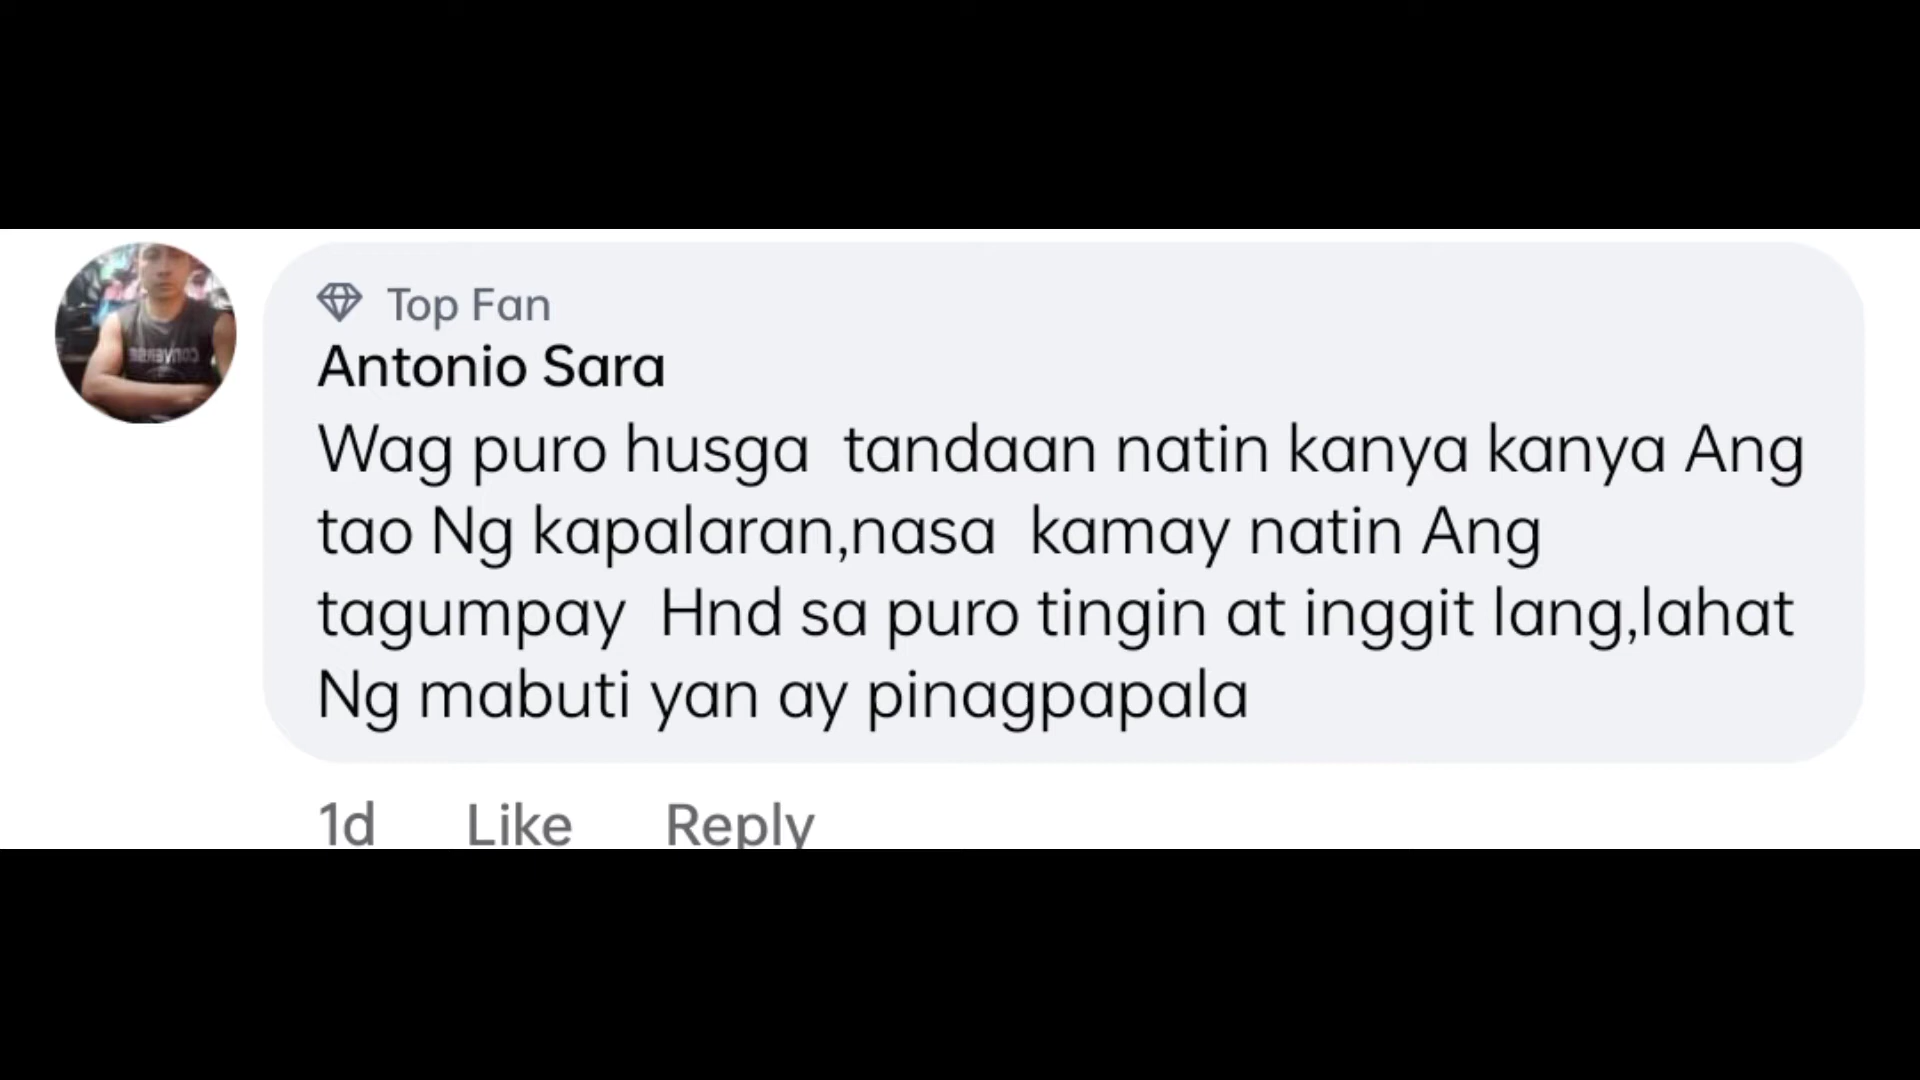 Top Fan
Antonio Sara
Wag puro husga  tandaan natin kanya kanya Ang
tao Ng kapalaran,nasa  kamay natin Ang
tagumpay  Hnd sa puro tingin at inggit lang,lahat
Ng mabuti yan ay pinagpapala
1d Like Reply
CONVERSE